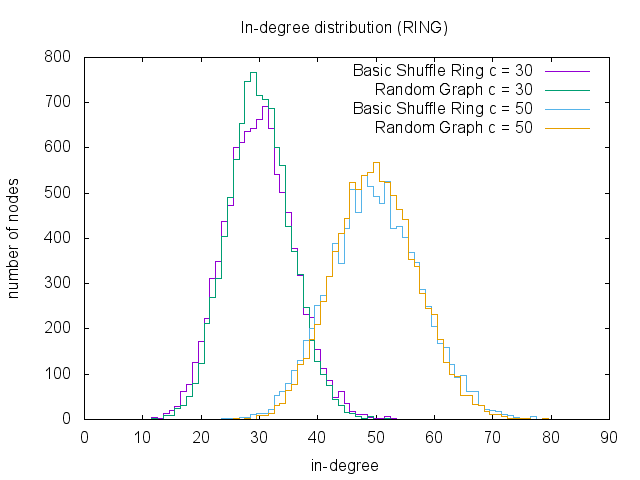 In-degree distribution (RING)
Basic Shuffle Ring c = 30
Random Graph c = 30
Basic Shuffle Ring c = 50
Random Graph c = 50
800
700
600
500
400
300
200
100
0
number of nodes
0 10 20 30 40 50 60 70 80 90
in-degree